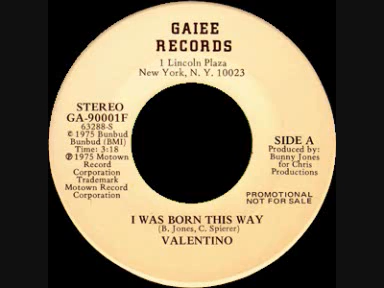 GAIEE
RECORDS
1 Lincoln Plaza
New York, N. Y. 10023
STEREO
GA-90001F
63288-S
© 1975 Bunbud
Bunbud (BMI)
Time: 3:18
℗ 1975 Motown
Record
Corporation
Trademark
Motown Record
Corporation
SIDE A
Produced by:
Bunny Jones
for Chris
Productions
PROMOTIONAL
NOT FOR SALE
I WAS BORN THIS WAY
(B. Jones, C. Spierer)
VALENTINO